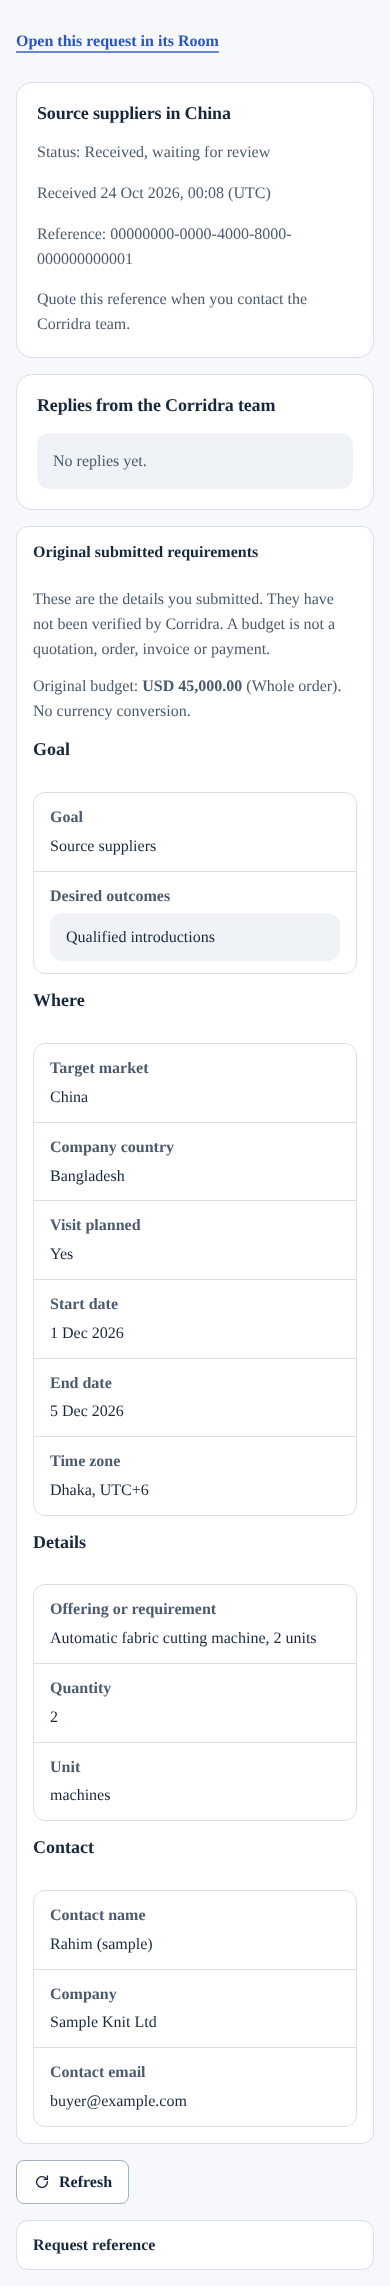 Open this request in its Room
Source suppliers in China
Status: Received, waiting for review
Received 24 Oct 2026, 00:08 (UTC)
Reference: 00000000-0000-4000-8000-
000000000001
Quote this reference when you contact the
Corridra team.
Replies from the Corridra team
No replies yet.
Original submitted requirements
These are the details you submitted. They have
not been verified by Corridra. A budget is not a
quotation, order, invoice or payment.
Original budget: USD 45,000.00 (Whole order).
No currency conversion.
Goal
Goal
Source suppliers
Desired outcomes
Qualified introductions
Where
Target market
China
Company country
Bangladesh
Visit planned
Yes
Start date
1 Dec 2026
End date
5 Dec 2026
Time zone
Dhaka, UTC+6
Details
Offering or requirement
Automatic fabric cutting machine, 2 units
Quantity
2
Unit
machines
Contact
Contact name
Rahim (sample)
Company
Sample Knit Ltd
Contact email
buyer@example.com
Refresh
Request reference